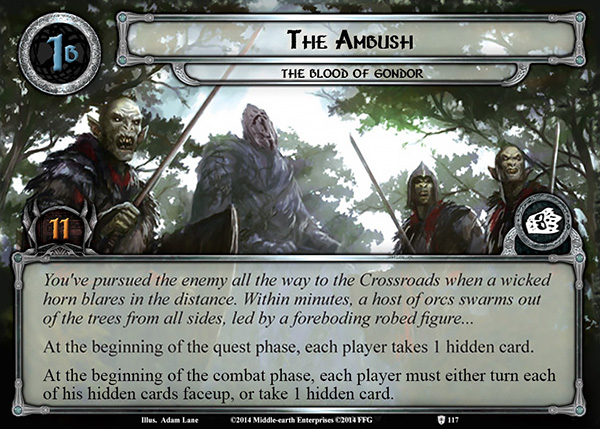 1B
THE AMBUSH
THE BLOOD OF GONDOR
11
You've pursued the enemy all the way to the Crossroads when a wicked
horn blares in the distance. Within minutes, a host of orcs swarms out
of the trees from all sides, led by a foreboding robed figure...
At the beginning of the quest phase, each player takes 1 hidden card.
At the beginning of the combat phase, each player must either turn each
of his hidden cards faceup, or take 1 hidden card.
Illus. Adam Lane ©2014 Middle-earth Enterprises ©2014 FFG 117